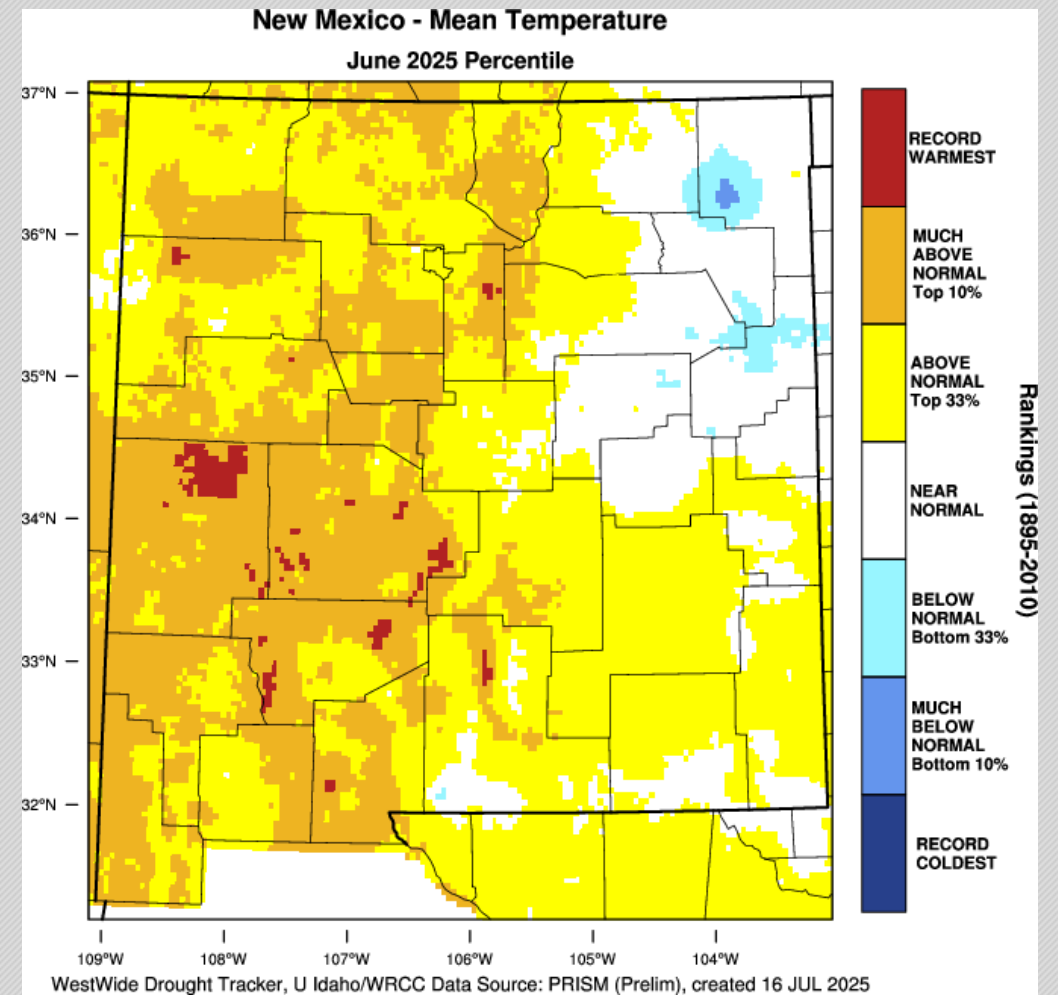 New Mexico - Mean Temperature
June 2025 Percentile
37°N
36°N
35°N
34°N
33°N
32°N
109°W
108°W
107°W
106°W
105°W
104°W
RECORD
WARMEST
MUCH
ABOVE
NORMAL
Top 10%
ABOVE
NORMAL
Top 33%
NEAR
NORMAL
BELOW
NORMAL
Bottom 33%
MUCH
BELOW
NORMAL
Bottom 10%
RECORD
COLDEST
Rankings (1895-2010)
WestWide Drought Tracker, U Idaho/WRCC Data Source: PRISM (Prelim), created 16 JUL 2025